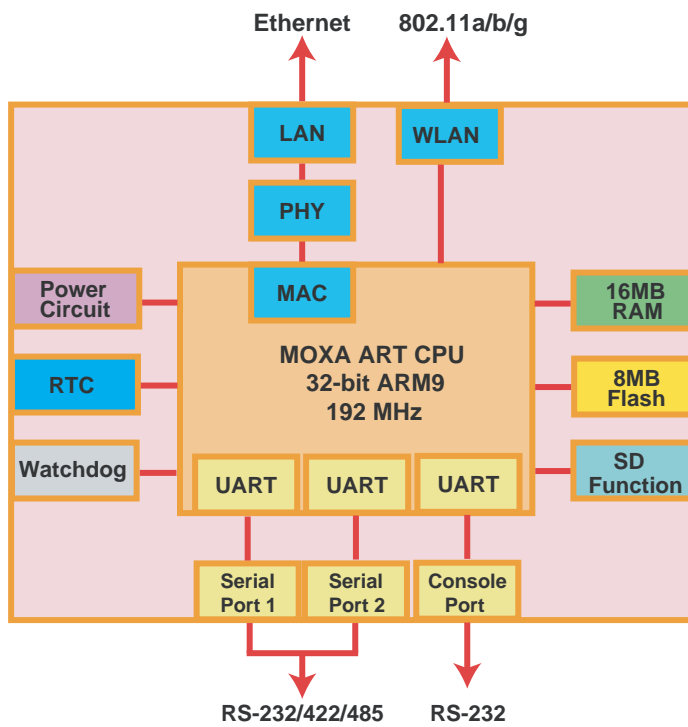 Ethernet
802.11a/b/g
LAN
WLAN
PHY
MAC
Power
Circuit
RTC
Watchdog
MOXA ART CPU
32-bit ARM9
192 MHz
16MB
RAM
8MB
Flash
SD
Function
UART
UART
UART
Serial
Port 1
Serial
Port 2
Console
Port
RS-232/422/485
RS-232